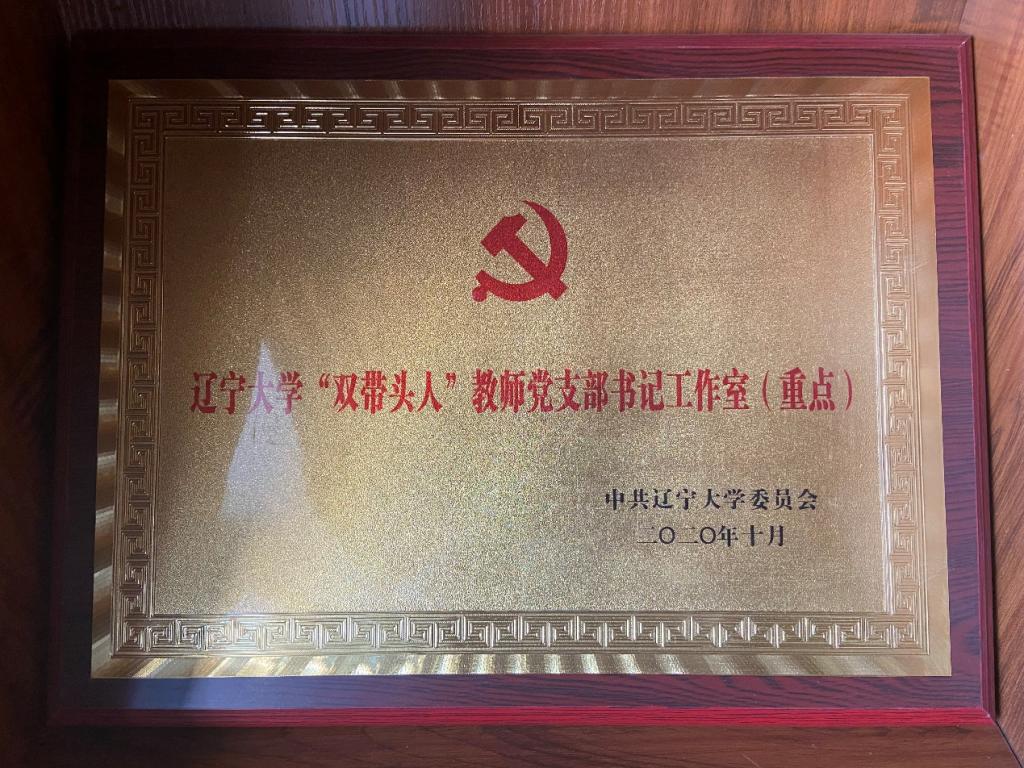 辽宁大学“双带头人”教师党支部书记工作室（重点）
中共辽宁大学委员会
二〇二〇年十月